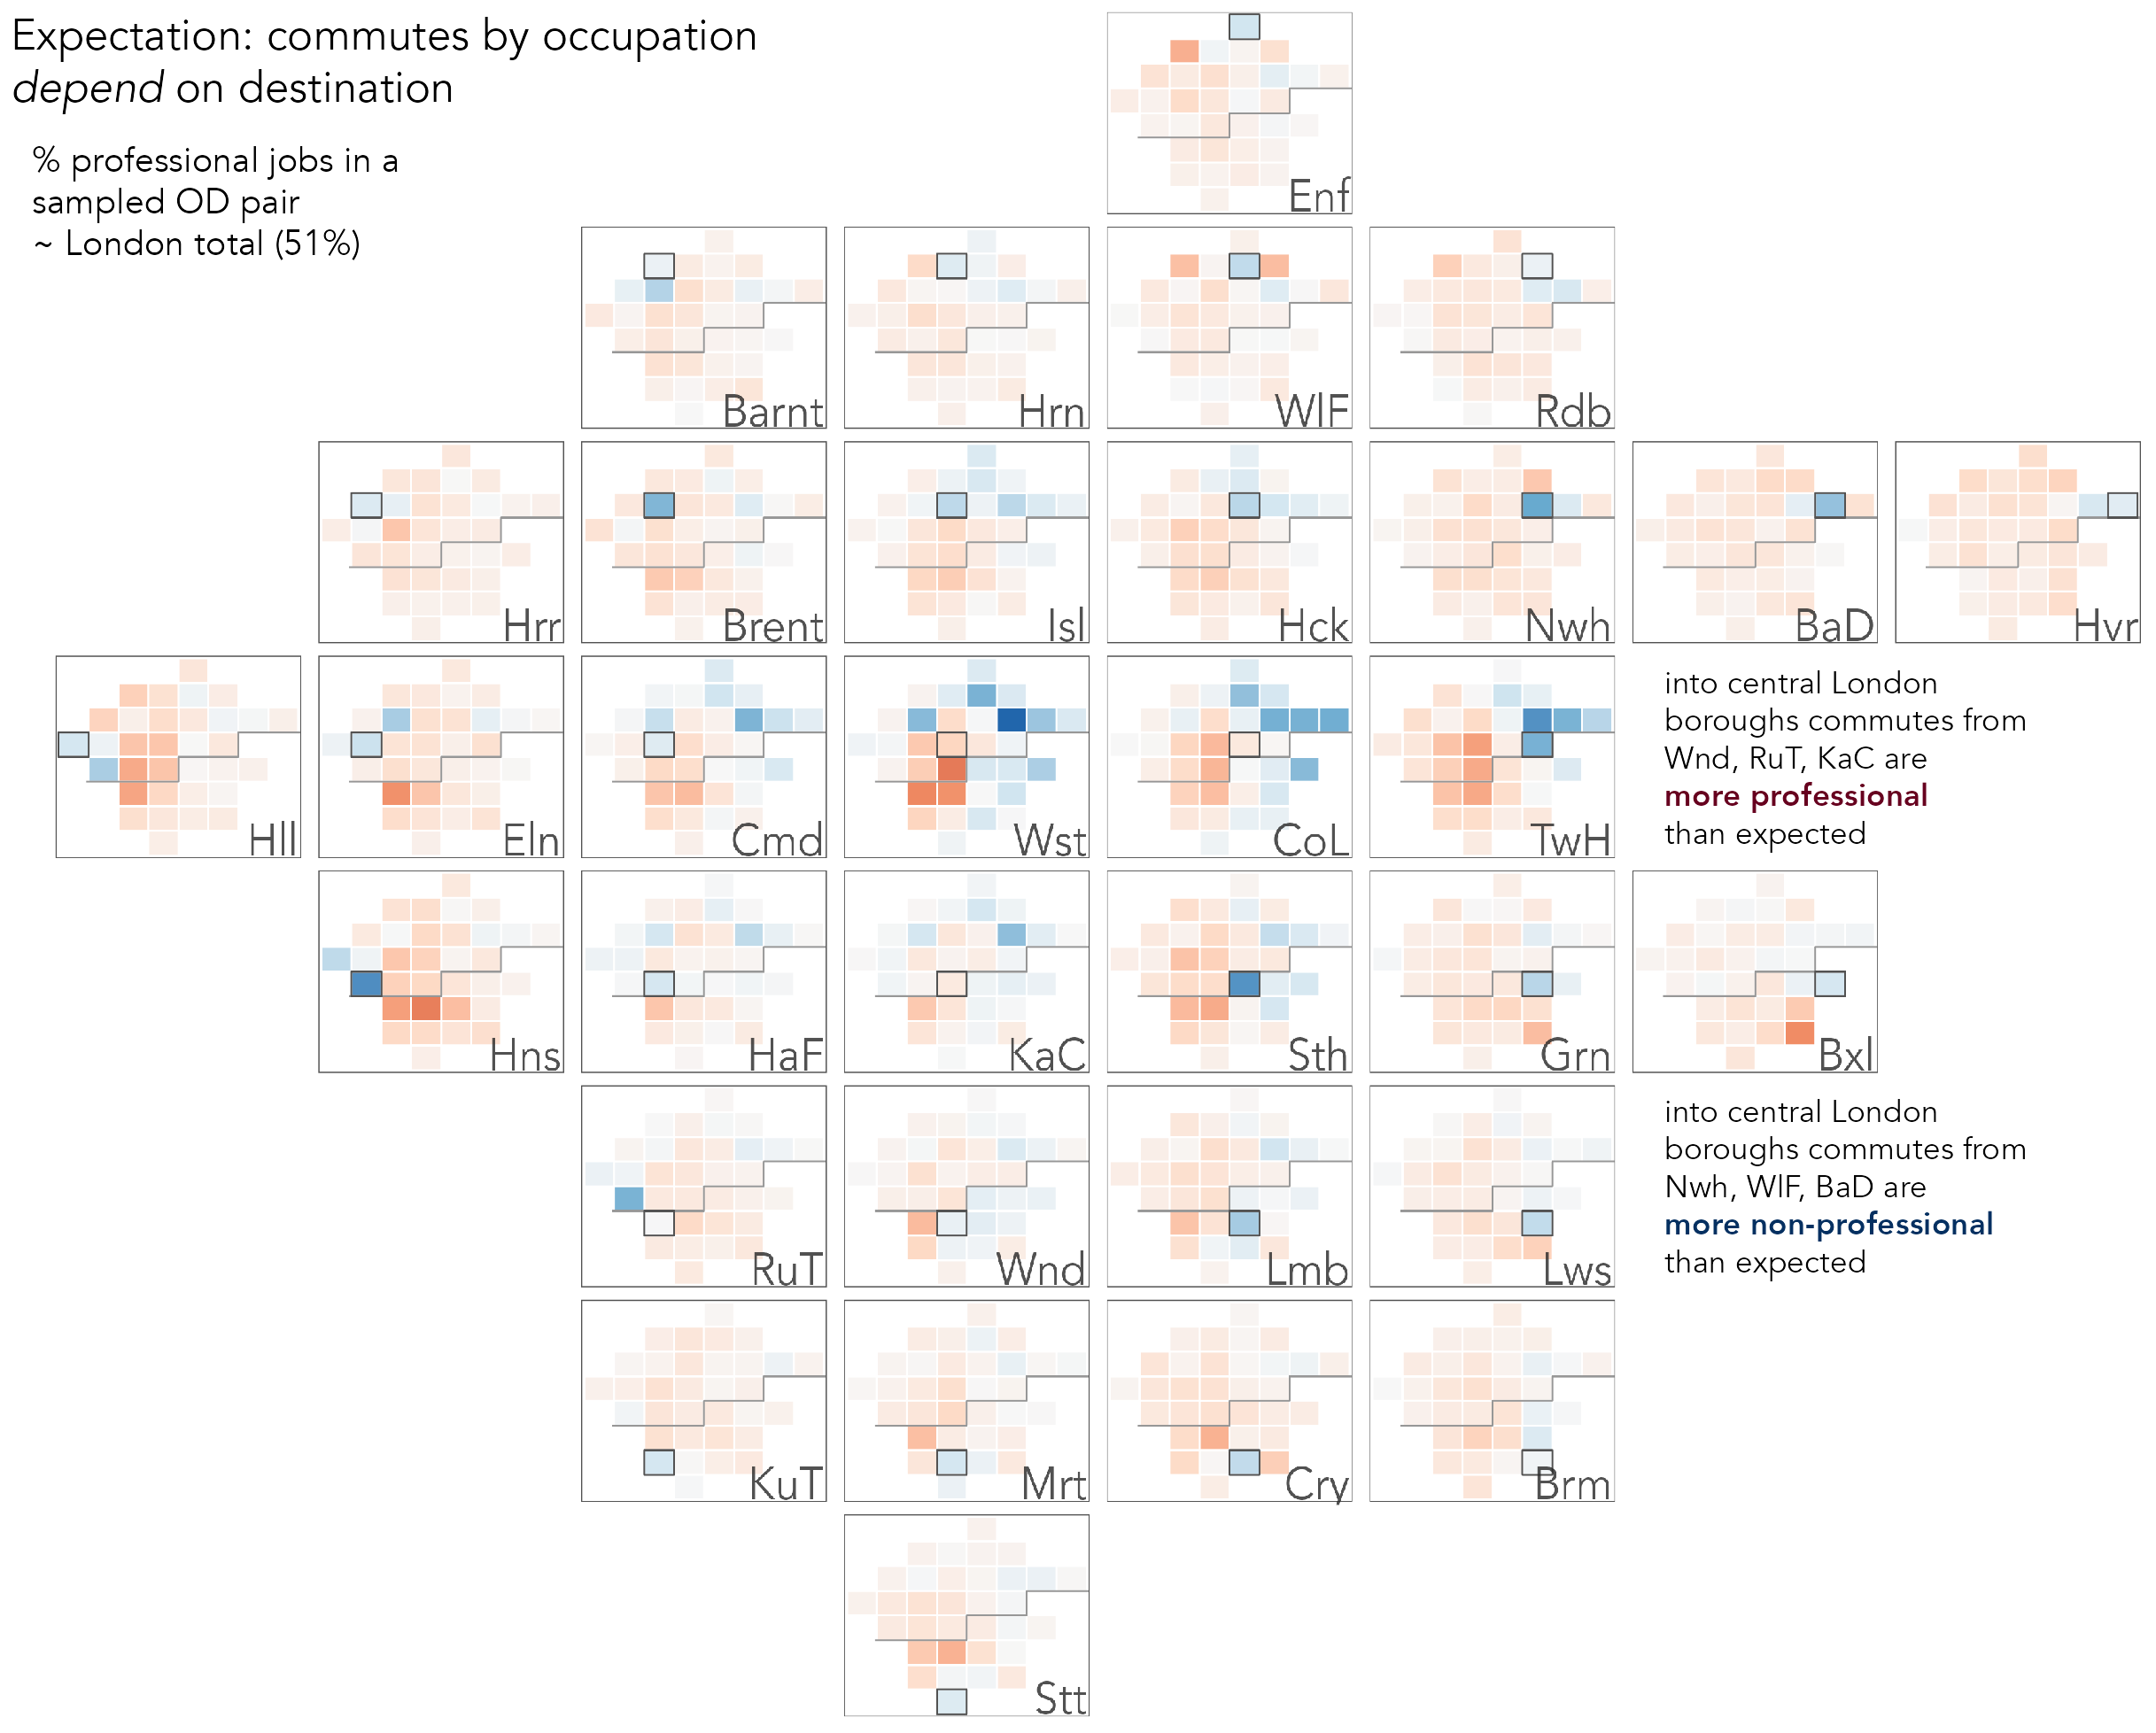 Expectation: commutes by occupation
depend on destination
% professional jobs in a
sampled OD pair
~ London total (51%)
Enf
Barnt
Hrn
WlF
Rdb
Hrr
Brent
Isl
Hck
Nwh
BaD
Hvr
Hll
Eln
Cmd
Wst
CoL
TwH
into central London
boroughs commutes from
Wnd, RuT, KaC are
more professional
than expected
Hns
HaF
KaC
Sth
Grn
Bxl
RuT
Wnd
Lmb
Lws
into central London
boroughs commutes from
Nwh, WlF, BaD are
more non-professional
than expected
KuT
Mrt
Cry
Brm
Stt